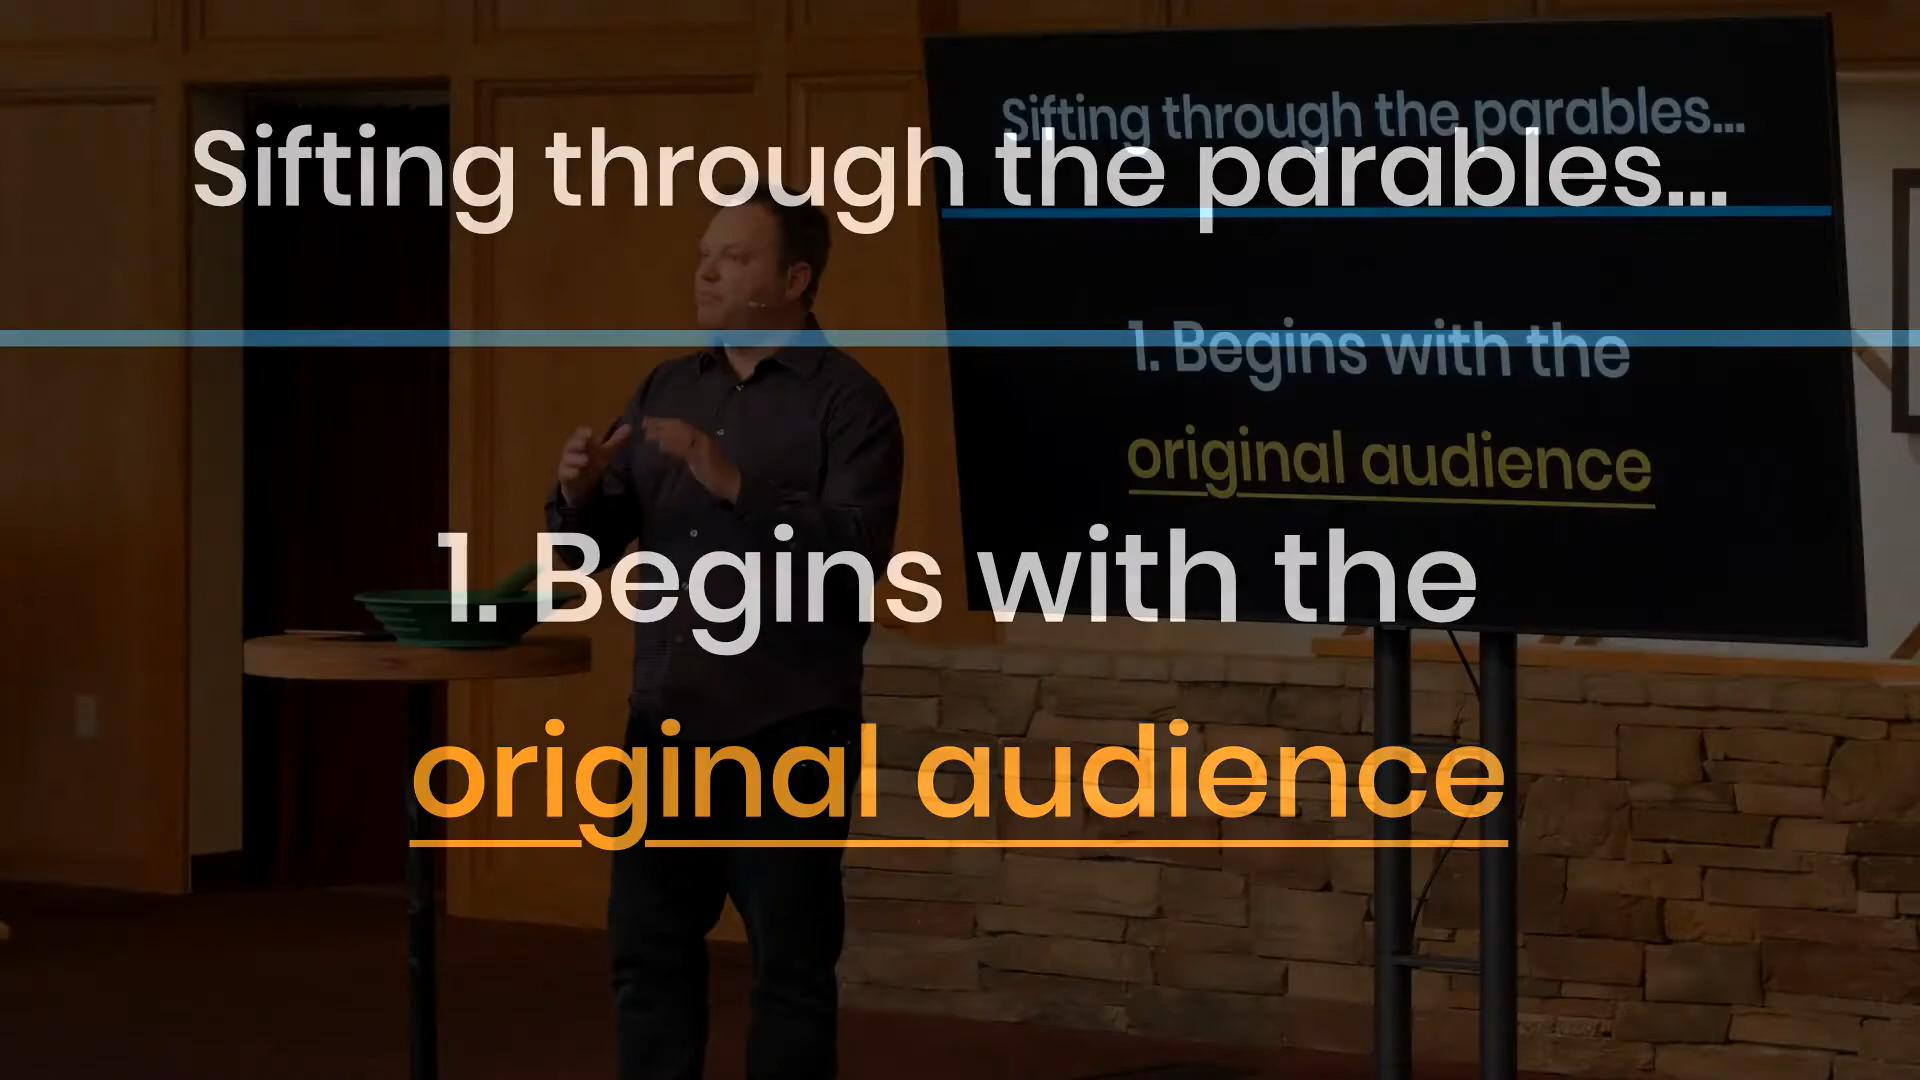 Sifting through the parables...
1. Begins with the
original audience
Sifting through the parables...
1. Begins with the
original audience